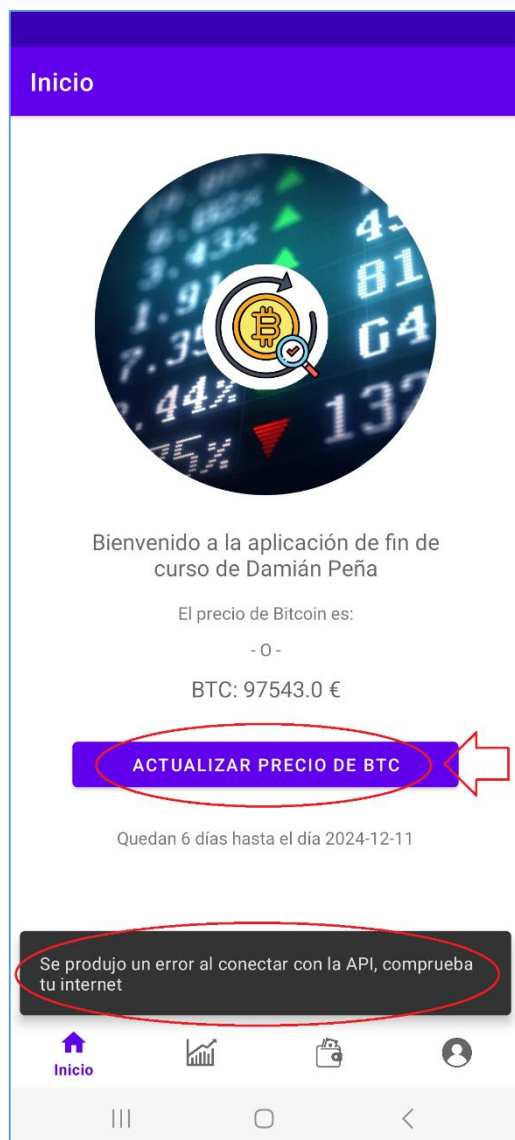 Inicio
Bienvenido a la aplicación de fin de
curso de Damián Peña
El precio de Bitcoin es:
- O -
BTC: 97543.0 €
ACTUALIZAR PRECIO DE BTC
Quedan 6 días hasta el día 2024-12-11
Se produjo un error al conectar con la API, comprueba
tu internet
Inicio